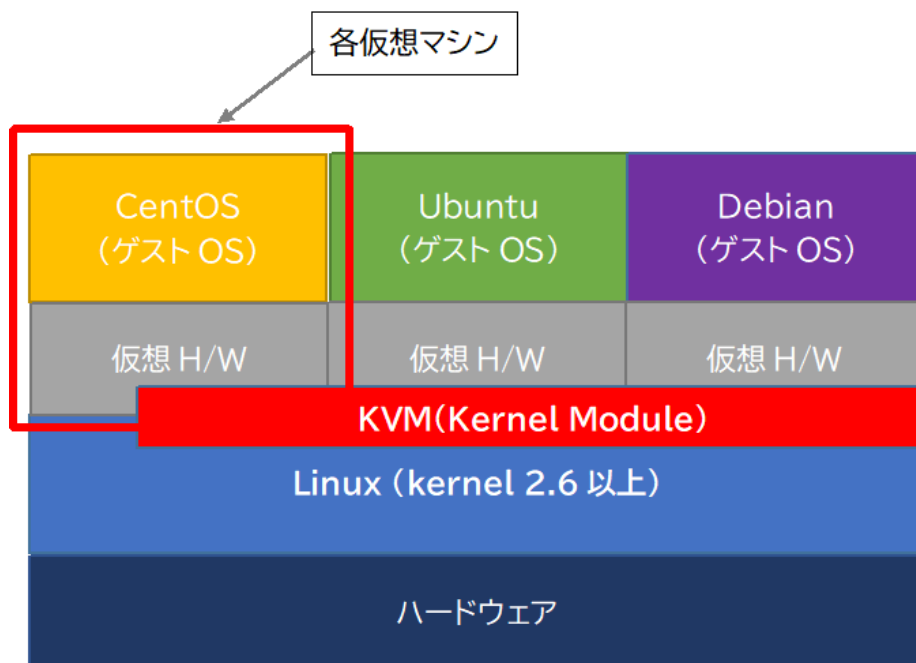 各仮想マシン
CentOS
（ゲスト OS）
Ubuntu
（ゲスト OS）
Debian
（ゲスト OS）
仮想 H/W
仮想 H/W
仮想 H/W
KVM（Kernel Module）
Linux（kernel 2.6 以上）
ハードウェア